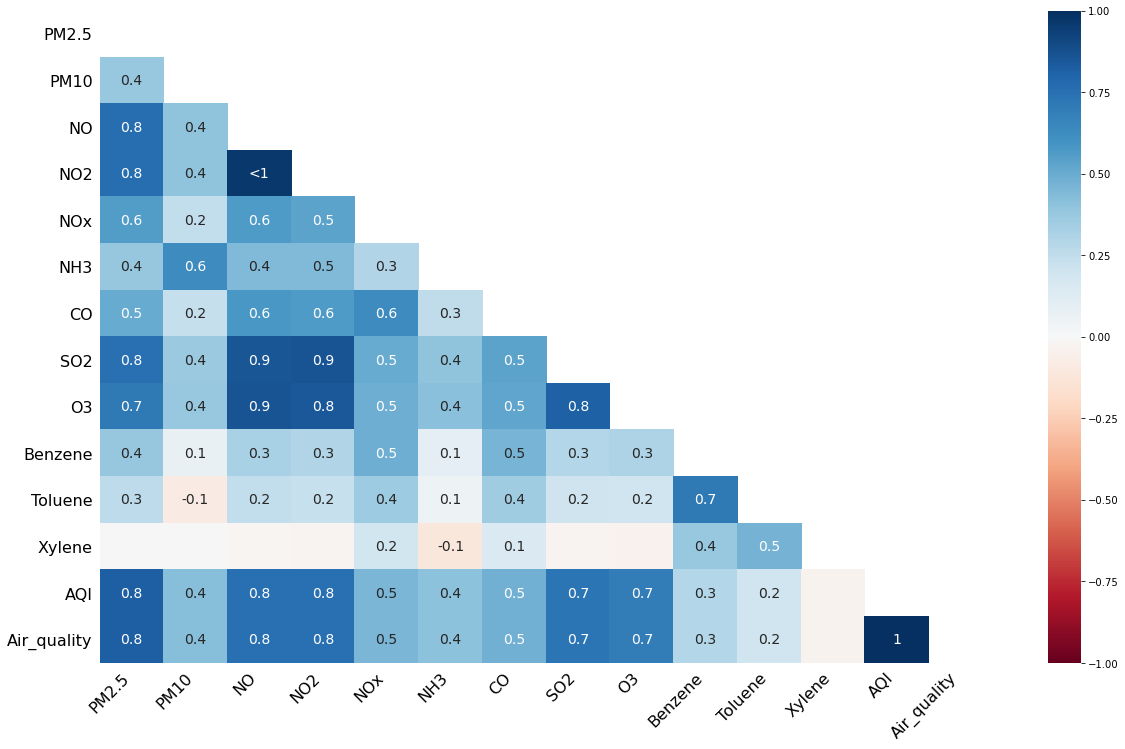 PM2.5
PM10 0.4
NO 0.8 0.4
NO2 0.8 0.4 <1
NOx 0.6 0.2 0.6 0.5
NH3 0.4 0.6 0.4 0.5 0.3
CO 0.5 0.2 0.6 0.6 0.6 0.3
SO2 0.8 0.4 0.9 0.9 0.5 0.4 0.5
O3 0.7 0.4 0.9 0.8 0.5 0.4 0.5 0.8
Benzene 0.4 0.1 0.3 0.3 0.5 0.1 0.5 0.3 0.3
Toluene 0.3 -0.1 0.2 0.2 0.4 0.1 0.4 0.2 0.2 0.7
Xylene 0.2 -0.1 0.1 0.4 0.5
AQI 0.8 0.4 0.8 0.8 0.5 0.4 0.5 0.7 0.7 0.3 0.2
Air_quality 0.8 0.4 0.8 0.8 0.5 0.4 0.5 0.7 0.7 0.3 0.2 1
PM2.5 PM10 NO NO2 NOx NH3 CO SO2 O3 Benzene Toluene Xylene AQI Air_quality
1.00
0.75
0.50
0.25
0.00
−0.25
−0.50
−0.75
−1.00